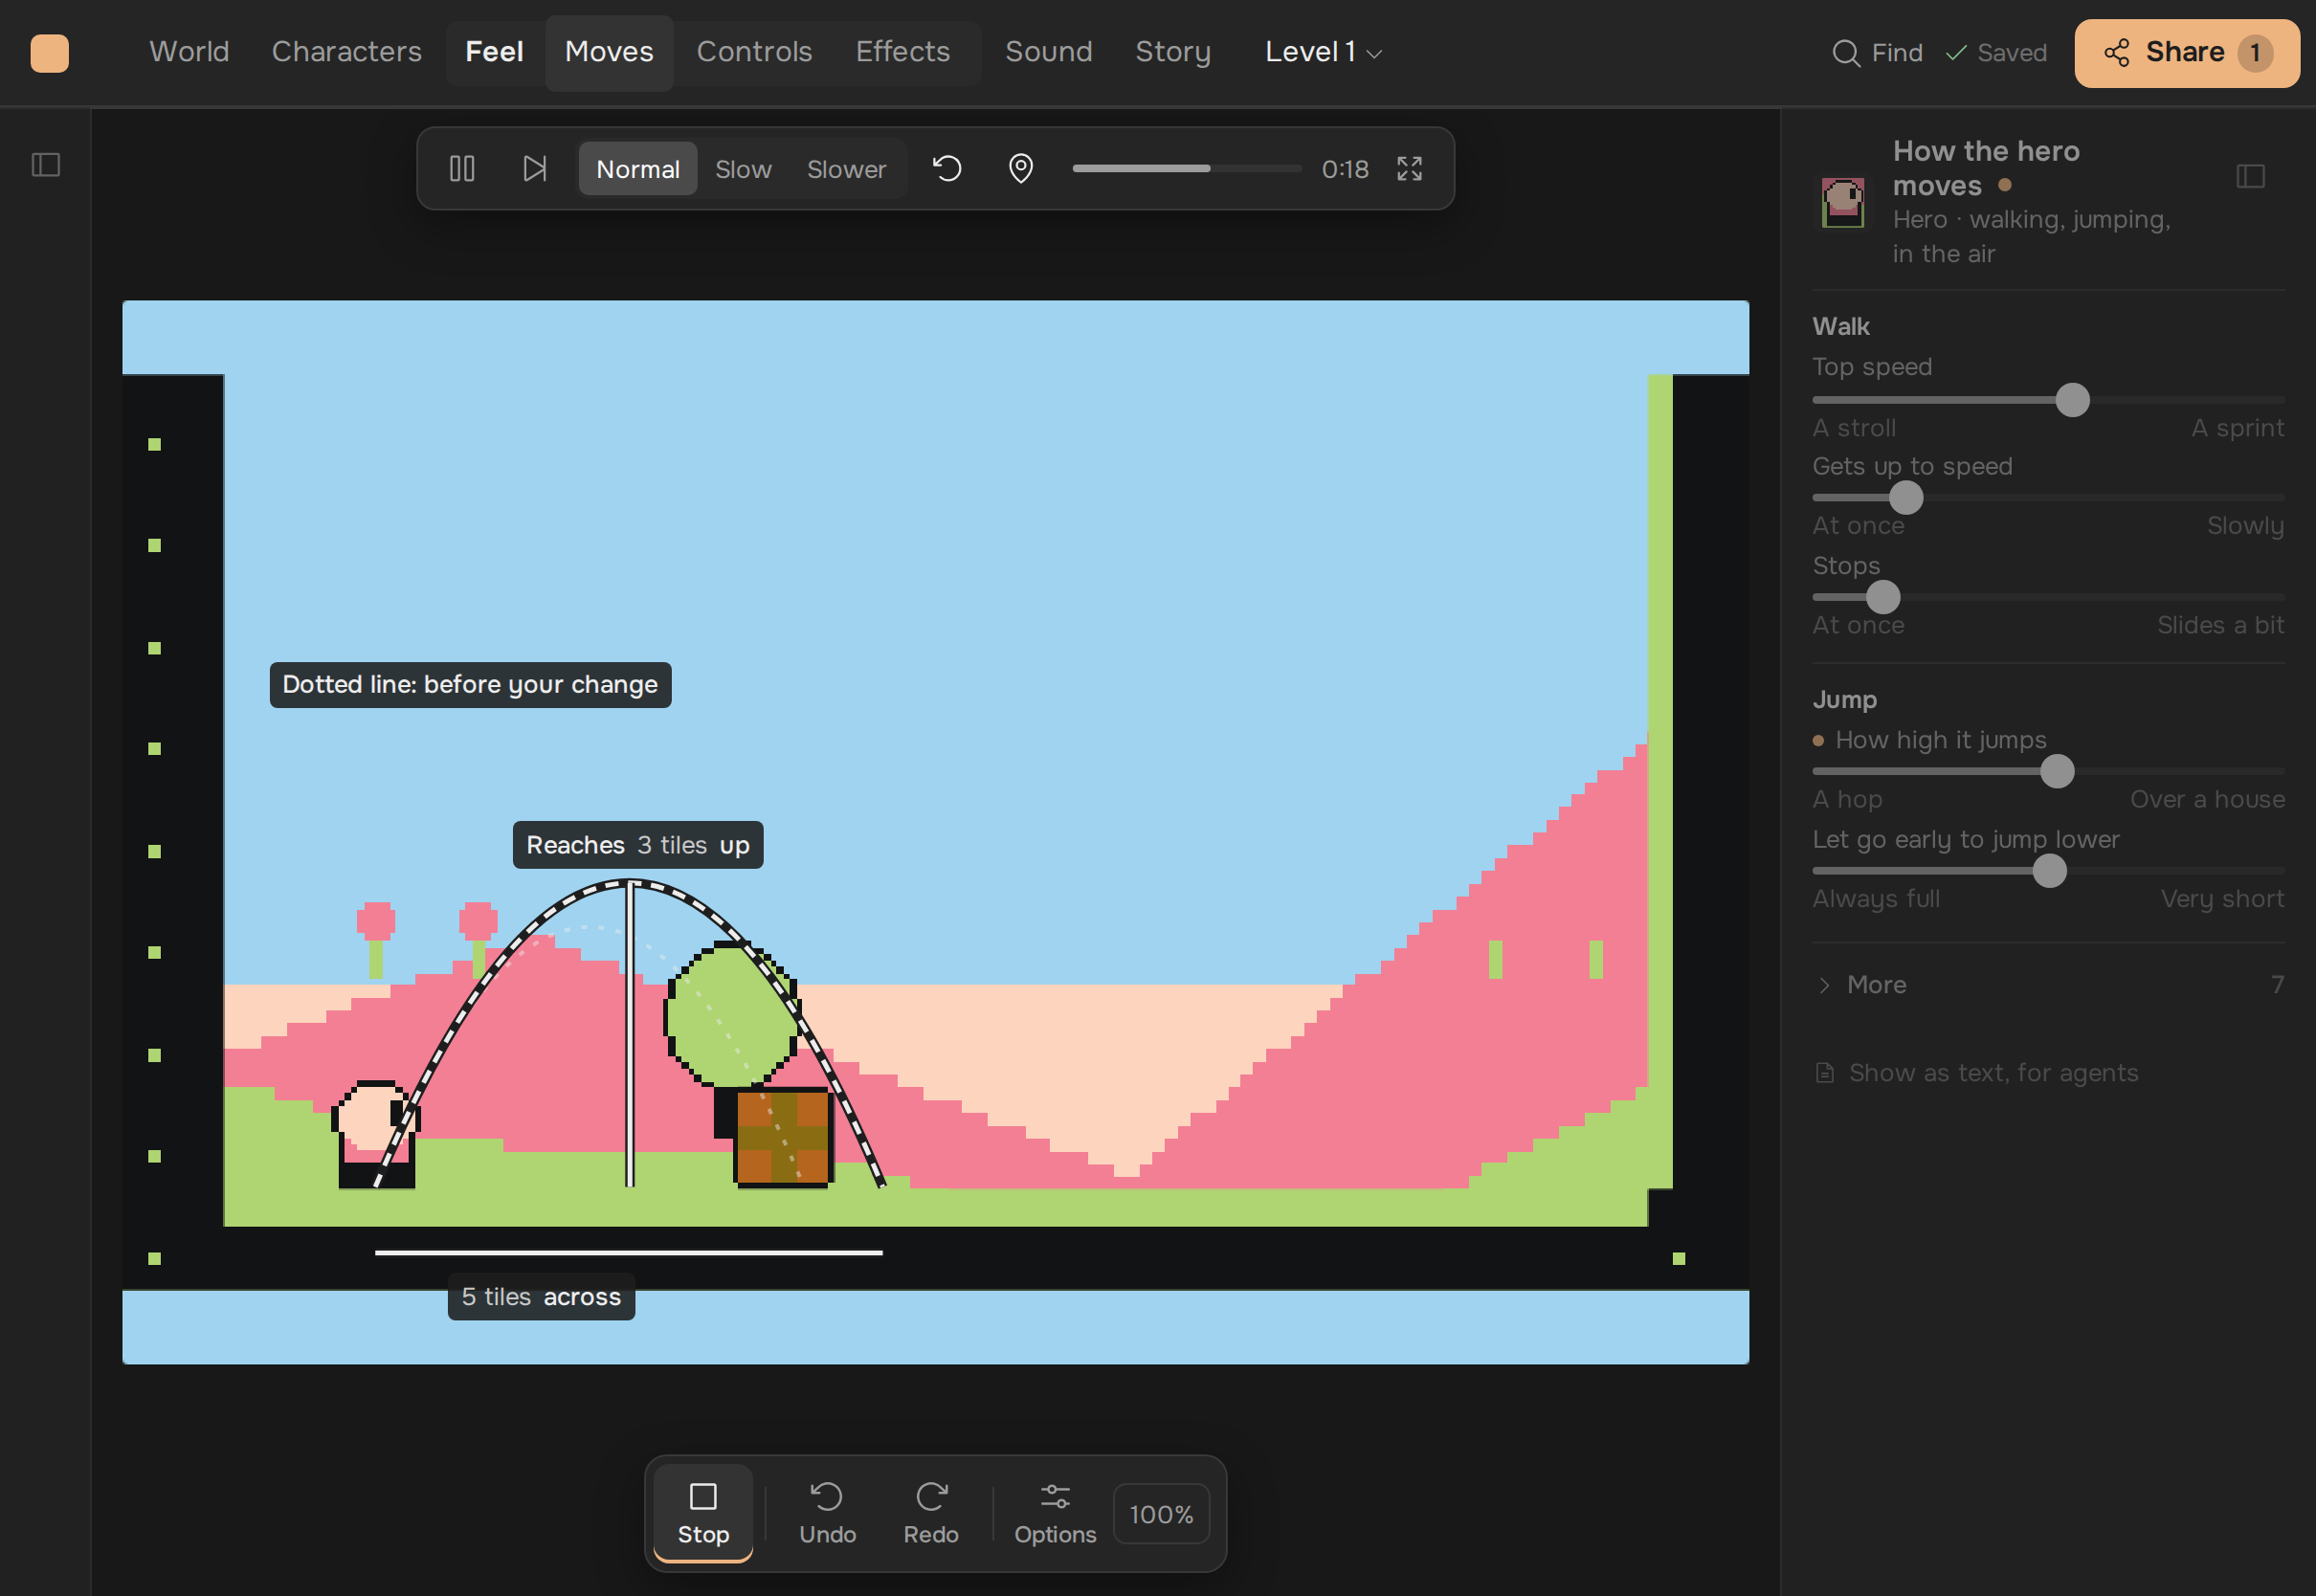 World Characters Feel Moves Controls Effects Sound Story Level 1 Find Saved Share 1
Normal Slow Slower 0:18
How the hero
moves
Hero · walking, jumping,
in the air
Walk
Top speed
A stroll A sprint
Gets up to speed
At once Slowly
Stops
At once Slides a bit
Dotted line: before your change
Jump
How high it jumps
A hop Over a house
Reaches 3 tiles up
Let go early to jump lower
Always full Very short
More 7
Show as text, for agents
5 tiles across
Stop Undo Redo Options 100%